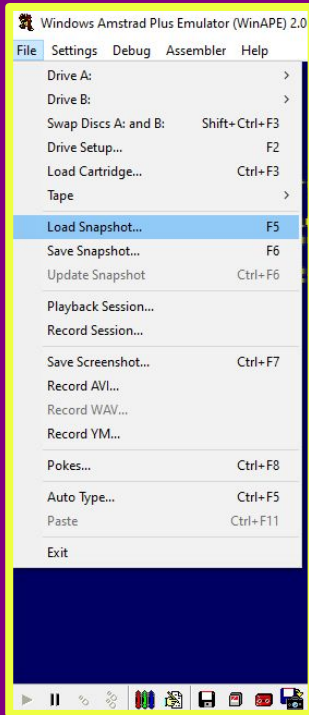 Windows Amstrad Plus Emulator (WinAPE) 2.0
File Settings Debug Assembler Help
Drive A:
Drive B:
Swap Discs A: and B: Shift+Ctrl+F3
Drive Setup... F2
Load Cartridge... Ctrl+F3
Tape
Load Snapshot... F5
Save Snapshot... F6
Update Snapshot Ctrl+F6
Playback Session...
Record Session...
Save Screenshot... Ctrl+F7
Record AVI...
Record WAV...
Record YM...
Pokes... Ctrl+F8
Auto Type... Ctrl+F5
Paste Ctrl+F11
Exit